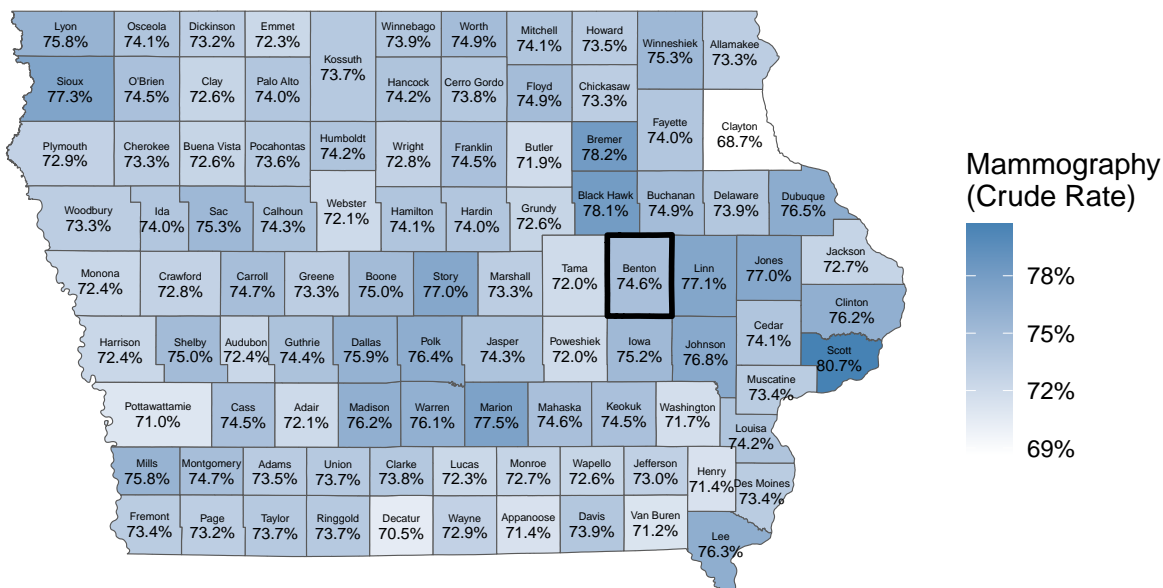 Lyon
75.8%
Osceola
74.1%
Dickinson
73.2%
Emmet
72.3%
Kossuth
73.7%
Winnebago
73.9%
Worth
74.9%
Mitchell
74.1%
Howard
73.5%
Winneshiek
75.3%
Allamakee
73.3%
Sioux
77.3%
O'Brien
74.5%
Clay
72.6%
Palo Alto
74.0%
Hancock
74.2%
Cerro Gordo
73.8%
Floyd
74.9%
Chickasaw
73.3%
Fayette
74.0%
Clayton
68.7%
Plymouth
72.9%
Cherokee
73.3%
Buena Vista
72.6%
Pocahontas
73.6%
Humboldt
74.2%
Wright
72.8%
Franklin
74.5%
Butler
71.9%
Bremer
78.2%
Woodbury
73.3%
Ida
74.0%
Sac
75.3%
Calhoun
74.3%
Webster
72.1%
Hamilton
74.1%
Hardin
74.0%
Grundy
72.6%
Black Hawk
78.1%
Buchanan
74.9%
Delaware
73.9%
Dubuque
76.5%
Monona
72.4%
Crawford
72.8%
Carroll
74.7%
Greene
73.3%
Boone
75.0%
Story
77.0%
Marshall
73.3%
Tama
72.0%
Benton
74.6%
Linn
77.1%
Jones
77.0%
Jackson
72.7%
Clinton
76.2%
Harrison
72.4%
Shelby
75.0%
Audubon
72.4%
Guthrie
74.4%
Dallas
75.9%
Polk
76.4%
Jasper
74.3%
Poweshiek
72.0%
Iowa
75.2%
Johnson
76.8%
Cedar
74.1%
Scott
80.7%
Muscatine
73.4%
Pottawattamie
71.0%
Cass
74.5%
Adair
72.1%
Madison
76.2%
Warren
76.1%
Marion
77.5%
Mahaska
74.6%
Keokuk
74.5%
Washington
71.7%
Louisa
74.2%
Mills
75.8%
Montgomery
74.7%
Adams
73.5%
Union
73.7%
Clarke
73.8%
Lucas
72.3%
Monroe
72.7%
Wapello
72.6%
Jefferson
73.0%
Henry
71.4%
Des Moines
73.4%
Fremont
73.4%
Page
73.2%
Taylor
73.7%
Ringgold
73.7%
Decatur
70.5%
Wayne
72.9%
Appanoose
71.4%
Davis
73.9%
Van Buren
71.2%
Lee
76.3%
Mammography
(Crude Rate)
78%
75%
72%
69%